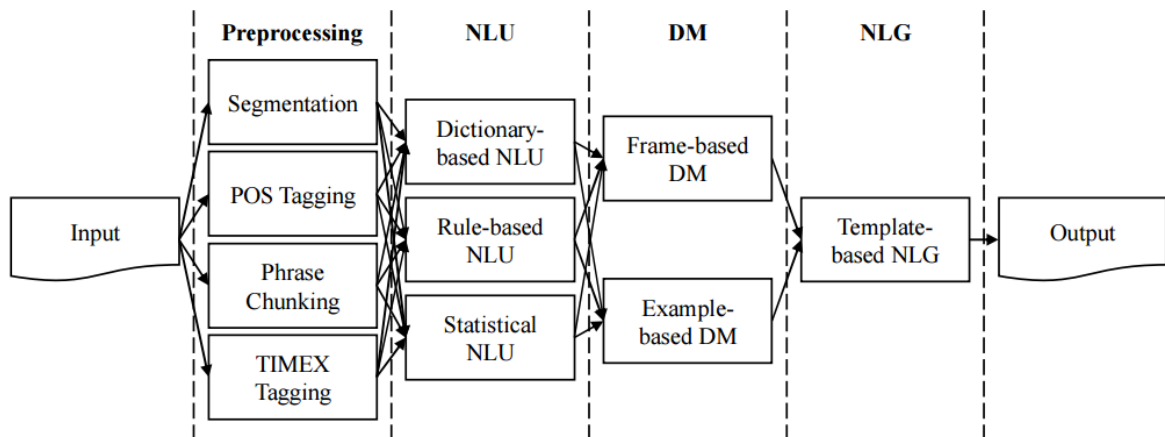 Preprocessing
NLU
DM
NLG
Input
Segmentation
POS Tagging
Phrase
Chunking
TIMEX
Tagging
Dictionary-
based NLU
Rule-based
NLU
Statistical
NLU
Frame-based
DM
Example-
based DM
Template-
based NLG
Output